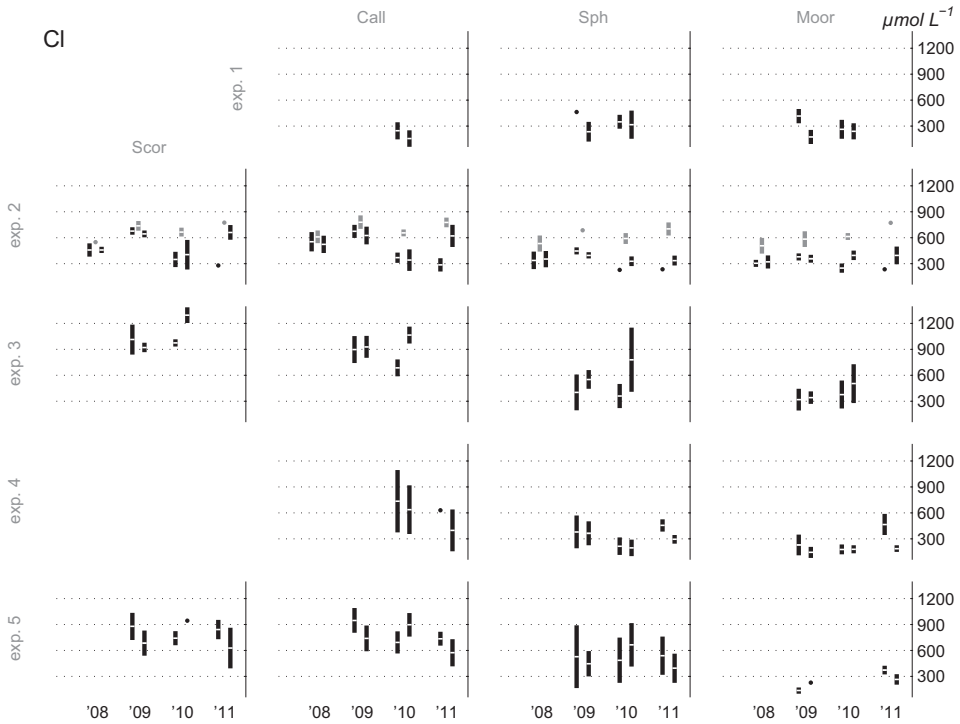 Call Sph Moor µmol L⁻¹
Cl
exp. 1
1200
900
600
300
Scor
exp. 2
1200
900
600
300
exp. 3
1200
900
600
300
exp. 4
1200
900
600
300
exp. 5
1200
900
600
300
'08 '09 '10 '11 '08 '09 '10 '11 '08 '09 '10 '11 '08 '09 '10 '11